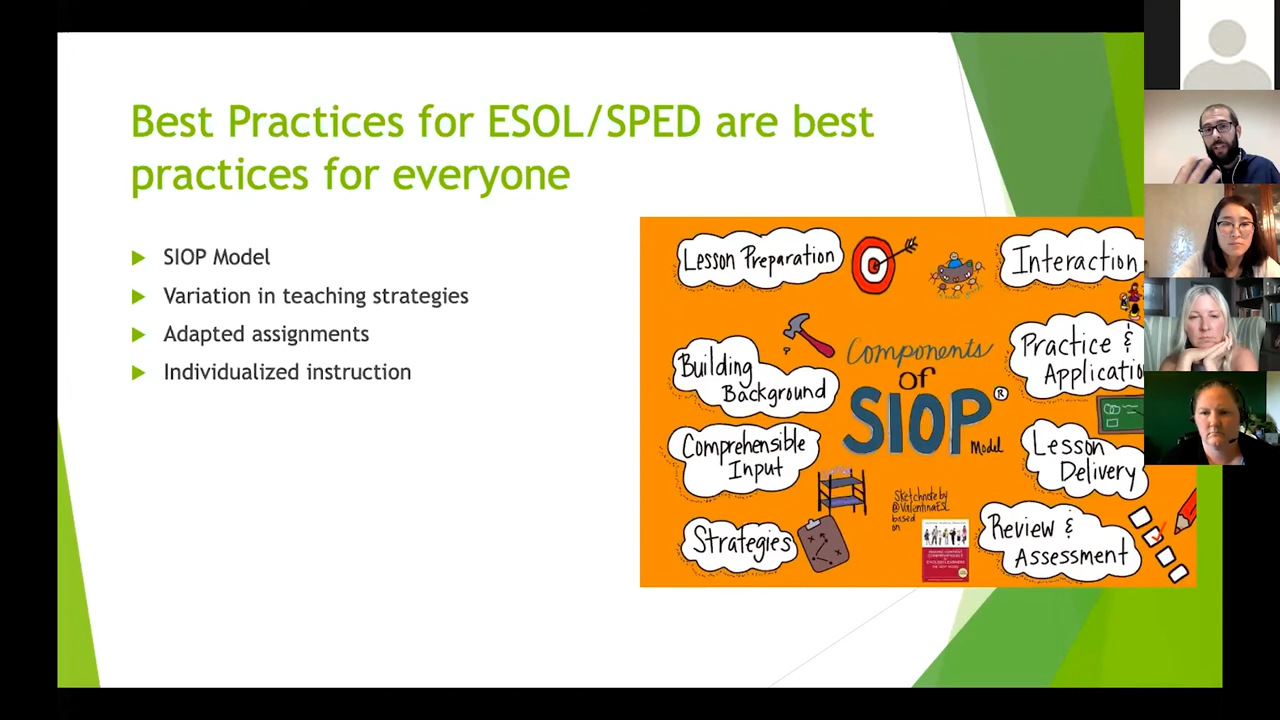 Best Practices for ESOL/SPED are best
practices for everyone
SIOP Model
Variation in teaching strategies
Adapted assignments
Individualized instruction
Lesson Preparation
Building
Background
Comprehensible
Input
Strategies
Components
of
SIOP®
Model
Sketchnote by
@ValentinaESL
based
on
Interaction
Practice &
Applicatio
Lesson
Delivery
Review &
Assessment